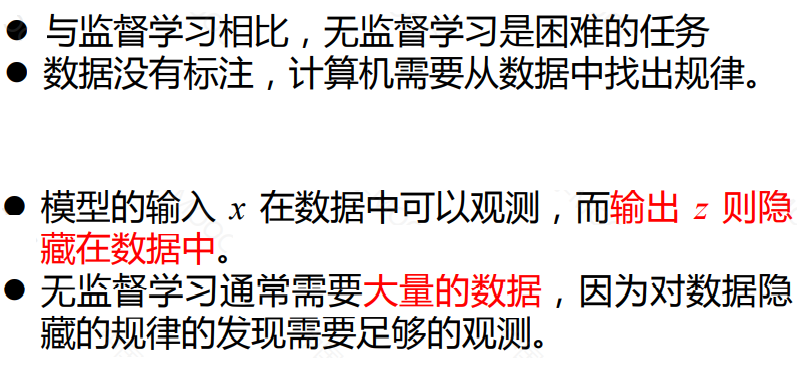 ● 与监督学习相比，无监督学习是困难的任务
● 数据没有标注，计算机需要从数据中找出规律。
● 模型的输入 x 在数据中可以观测，而输出 z 则隐
藏在数据中。
● 无监督学习通常需要大量的数据，因为对数据隐
藏的规律的发现需要足够的观测。